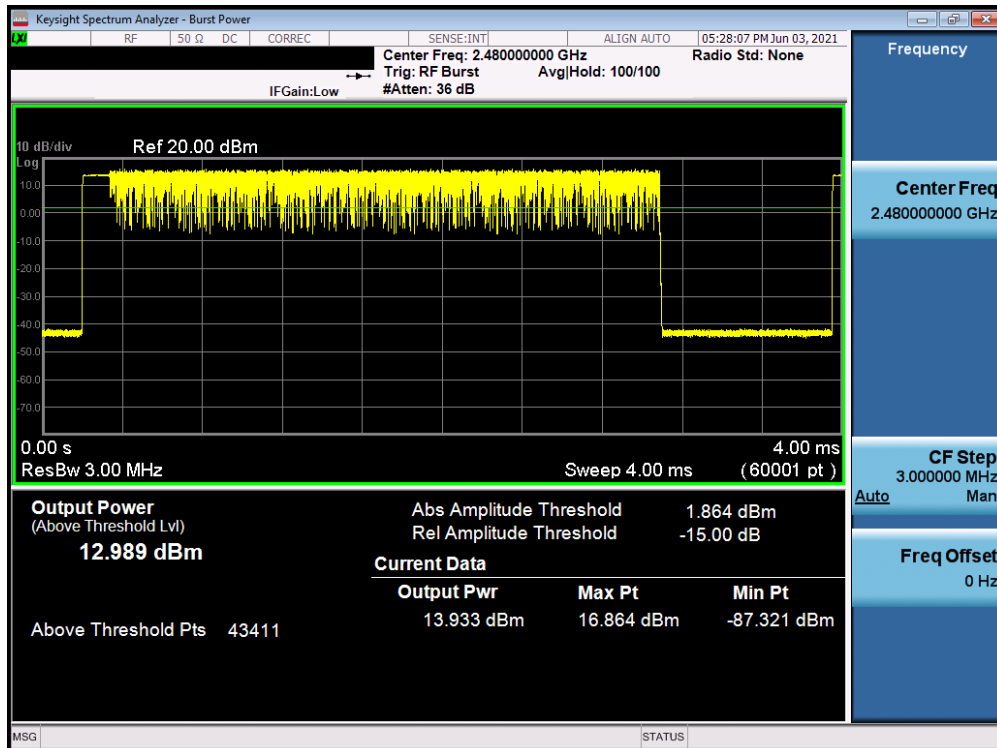 Keysight Spectrum Analyzer - Burst Power
LXI RF 50 Ω DC CORREC SENSE:INT ALIGN AUTO 05:28:07 PM Jun 03, 2021
Center Freq: 2.480000000 GHz Radio Std: None
Trig: RF Burst Avg|Hold: 100/100
IFGain:Low #Atten: 36 dB
10 dB/div Ref 20.00 dBm
Log
10.0
0.00
-10.0
-20.0
-30.0
-40.0
-50.0
-60.0
-70.0
0.00 s 4.00 ms
ResBw 3.00 MHz Sweep 4.00 ms (60001 pt)
Output Power
(Above Threshold Lvl)
12.989 dBm
Above Threshold Pts 43411
Abs Amplitude Threshold 1.864 dBm
Rel Amplitude Threshold -15.00 dB
Current Data
Output Pwr Max Pt Min Pt
13.933 dBm 16.864 dBm -87.321 dBm
Frequency
Center Freq
2.480000000 GHz
CF Step
3.000000 MHz
Auto Man
Freq Offset
0 Hz
MSG STATUS